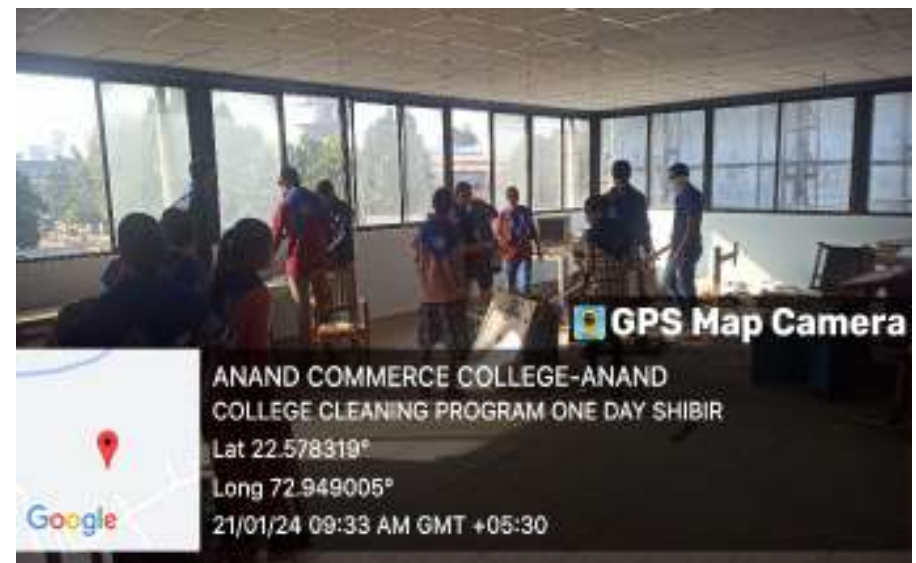 GPS Map Camera
ANAND COMMERCE COLLEGE-ANAND
COLLEGE CLEANING PROGRAM ONE DAY SHIBIR
Lat 22.578319°
Long 72.949005°
21/01/24 09:33 AM GMT +05:30
Google